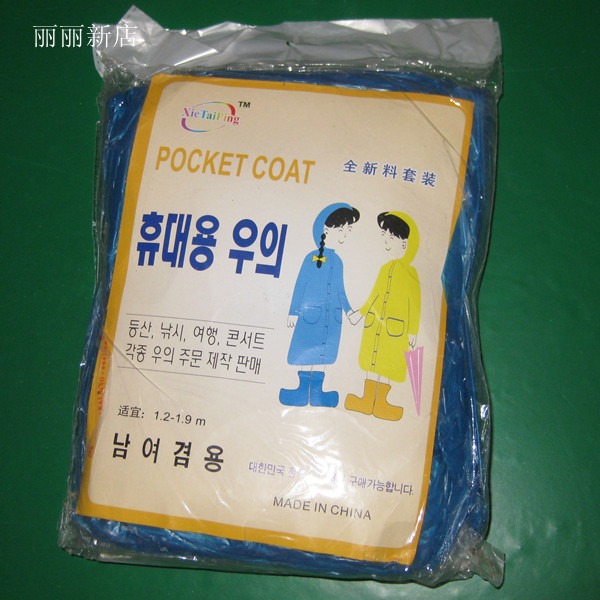 丽丽新店
XieTaiPing TM
POCKET COAT
全新料套装
휴대용 우의
등산, 낚시, 여행, 콘서트
각종 우의 주문 제작 판매
适宜: 1.2-1.9 m
남여겸용
대한민국
구매가능합니다.
MADE IN CHINA